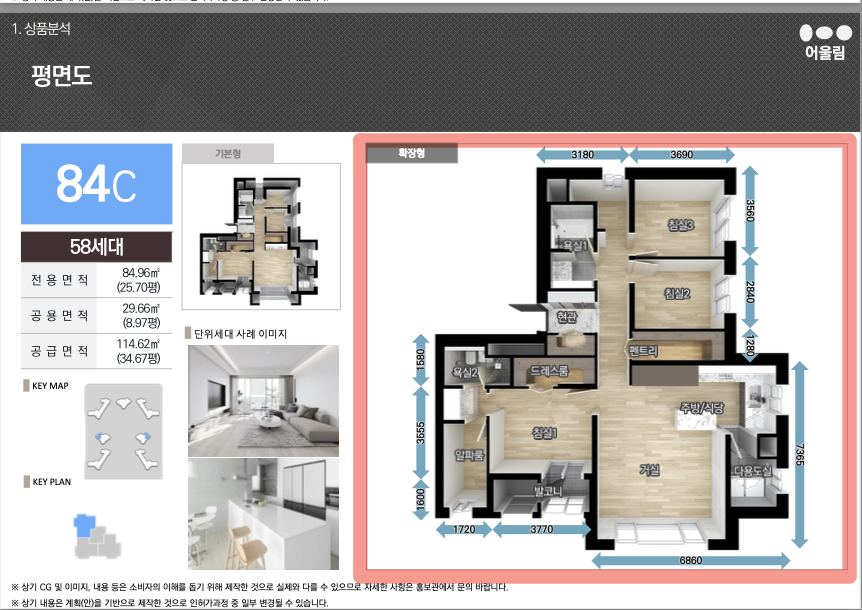 1. 상품분석
어울림
평면도
84C
58세대
전용면적 84.96㎡ (25.70평)
공용면적 29.66㎡ (8.97평)
공급면적 114.62㎡ (34.67평)
KEY MAP
KEY PLAN
기본형
단위세대 사례 이미지
확장형
3180 3690
3560
침실3
욕실1
침실2
2840
현관
펜트리
1280
1580
욕실2
드레스룸
주방/식당
3555
침실1
알파룸
거실
다용도실
7365
발코니
1600
1720 3770
6860
※ 상기 CG 및 이미지, 내용 등은 소비자의 이해를 돕기 위해 제작한 것으로 실제와 다를 수 있으므로 자세한 사항은 홍보관에서 문의 바랍니다.
※ 상기 내용은 계획(안)을 기반으로 제작한 것으로 인허가과정 중 일부 변경될 수 있습니다.